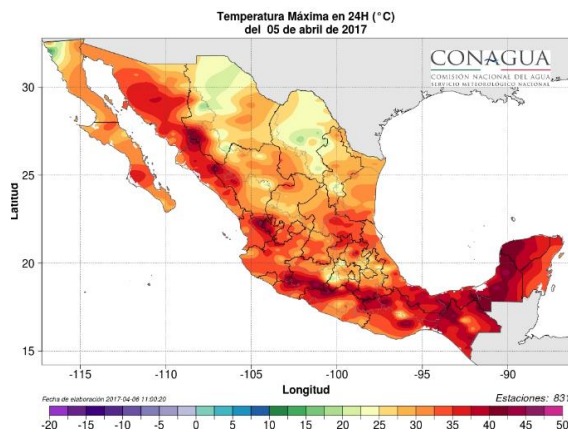 Temperatura Máxima en 24H (°C)
del 05 de abril de 2017
CONAGUA
COMISIÓN NACIONAL DEL AGUA
SERVICIO METEOROLÓGICO NACIONAL
Latitud
30
25
20
15
-115 -110 -105 -100 -95 -90
Longitud
Fecha de elaboración 2017-04-06 11:00:20
Estaciones: 831
-20 -15 -10 -5 0 5 10 15 20 25 30 35 40 45 50